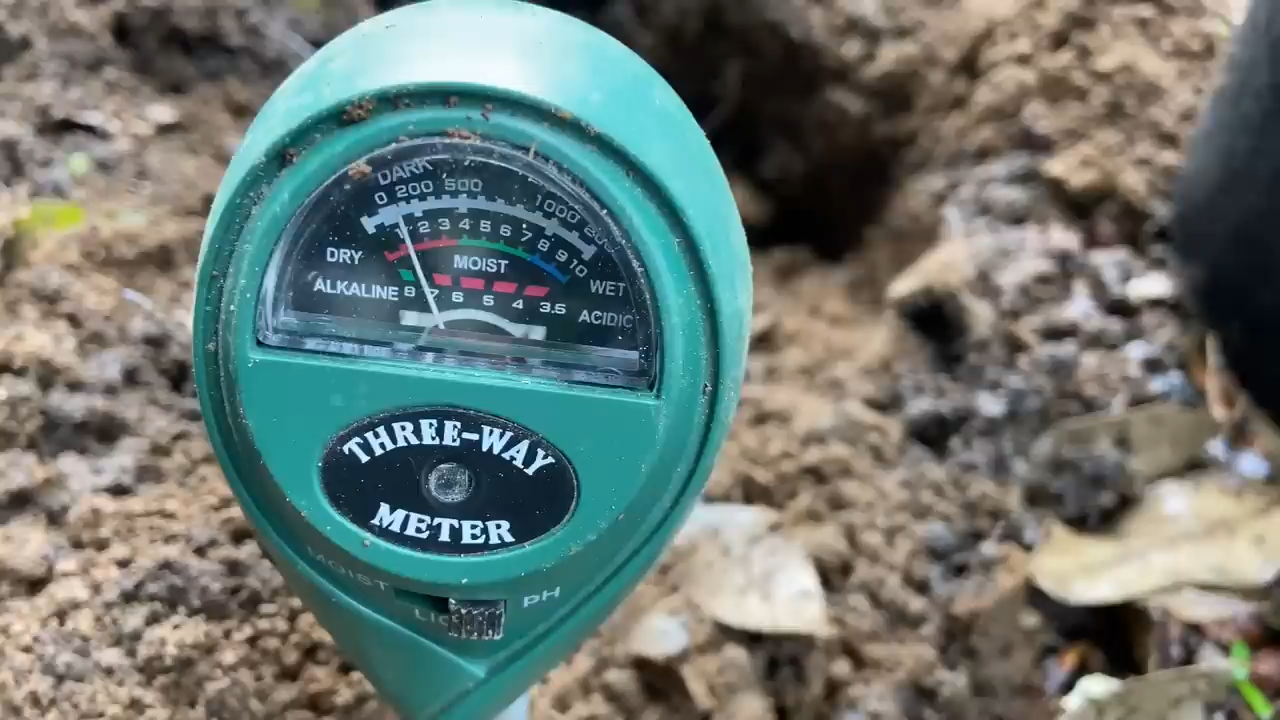 DARK
0 200 500 1000
1 2 3 4 5 6 7 8 9 10
DRY MOIST WET
ALKALINE 8 7 6 5 4 3.5 ACIDIC
THREE-WAY
METER
MOIST
pH